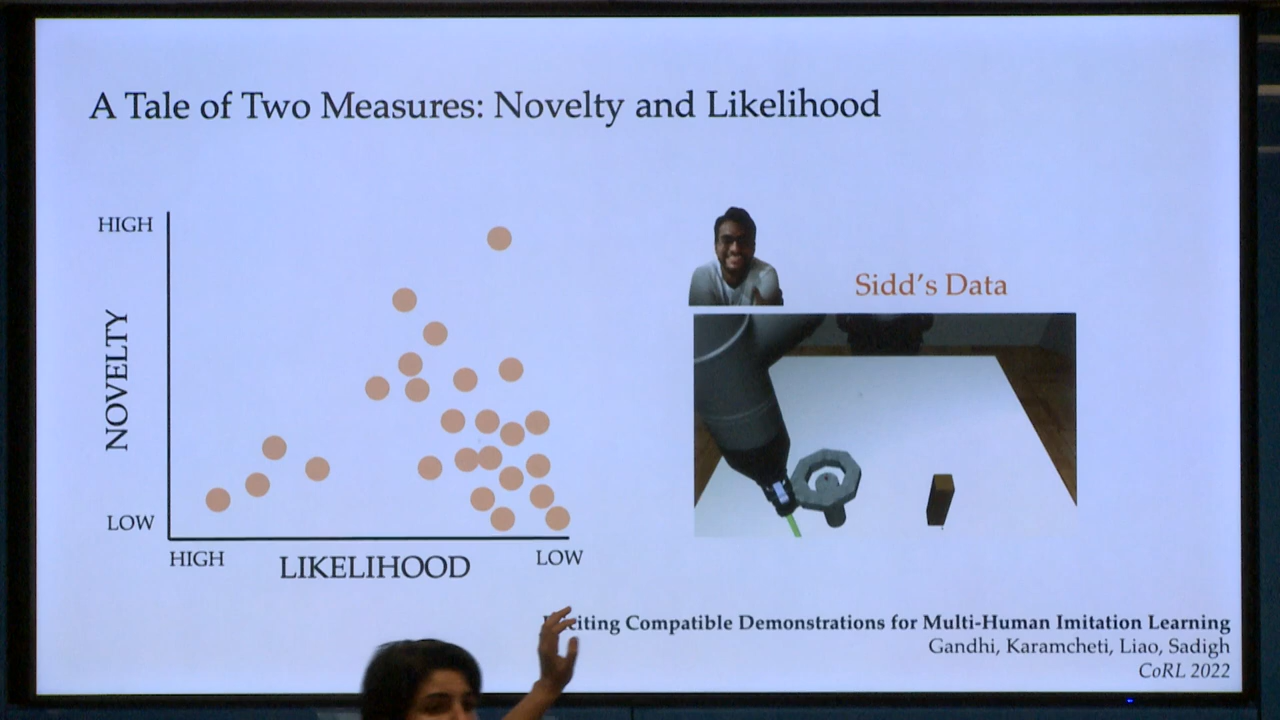 A Tale of Two Measures: Novelty and Likelihood
HIGH
NOVELTY
LOW
HIGH
LIKELIHOOD
LOW
Sidd's Data
Compatible Demonstrations for Multi-Human Imitation Learning
Gandhi, Karamcheti, Liao, Sadigh
CoRL 2022